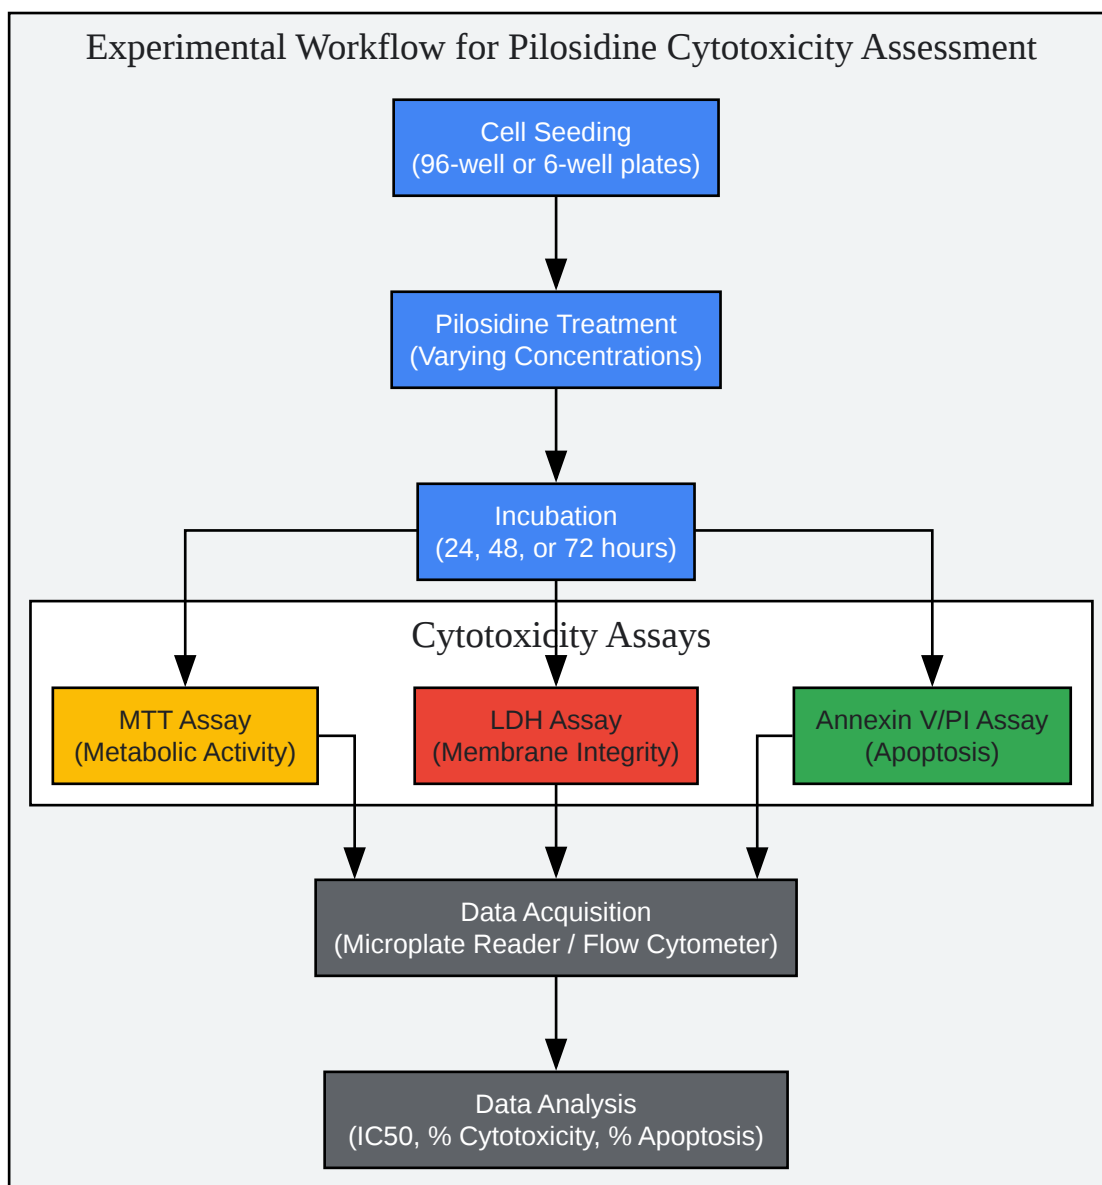 Experimental Workflow for Pilosidine Cytotoxicity Assessment
Cell Seeding
(96-well or 6-well plates)
Pilosidine Treatment
(Varying Concentrations)
Incubation
(24, 48, or 72 hours)
Cytotoxicity Assays
MTT Assay
(Metabolic Activity)
LDH Assay
(Membrane Integrity)
Annexin V/PI Assay
(Apoptosis)
Data Acquisition
(Microplate Reader / Flow Cytometer)
Data Analysis
(IC50, % Cytotoxicity, % Apoptosis)